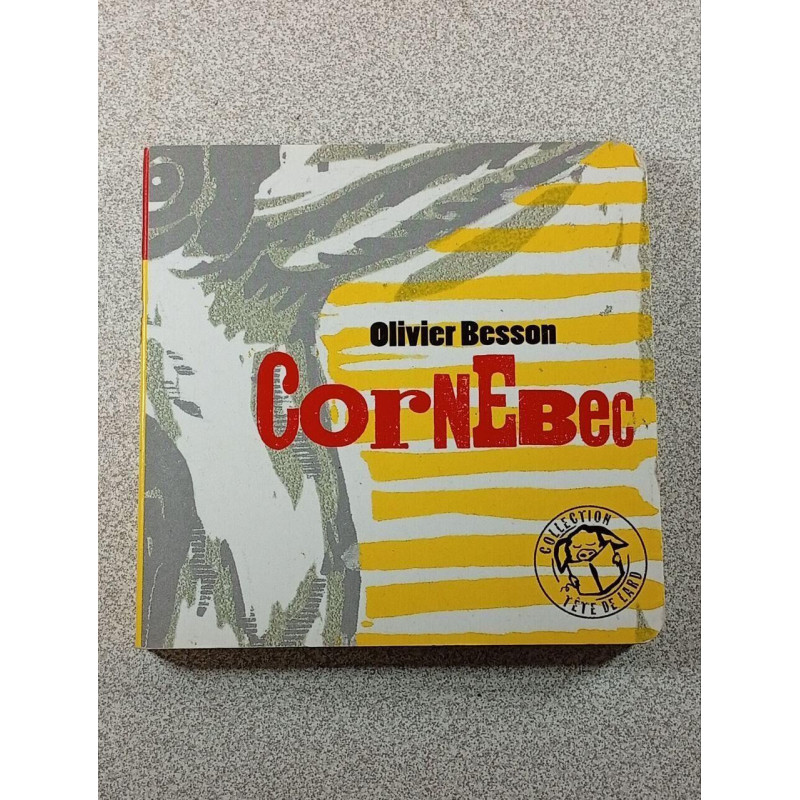 Olivier Besson
CORNEBEC
COLLECTION
TÊTE DE LARD